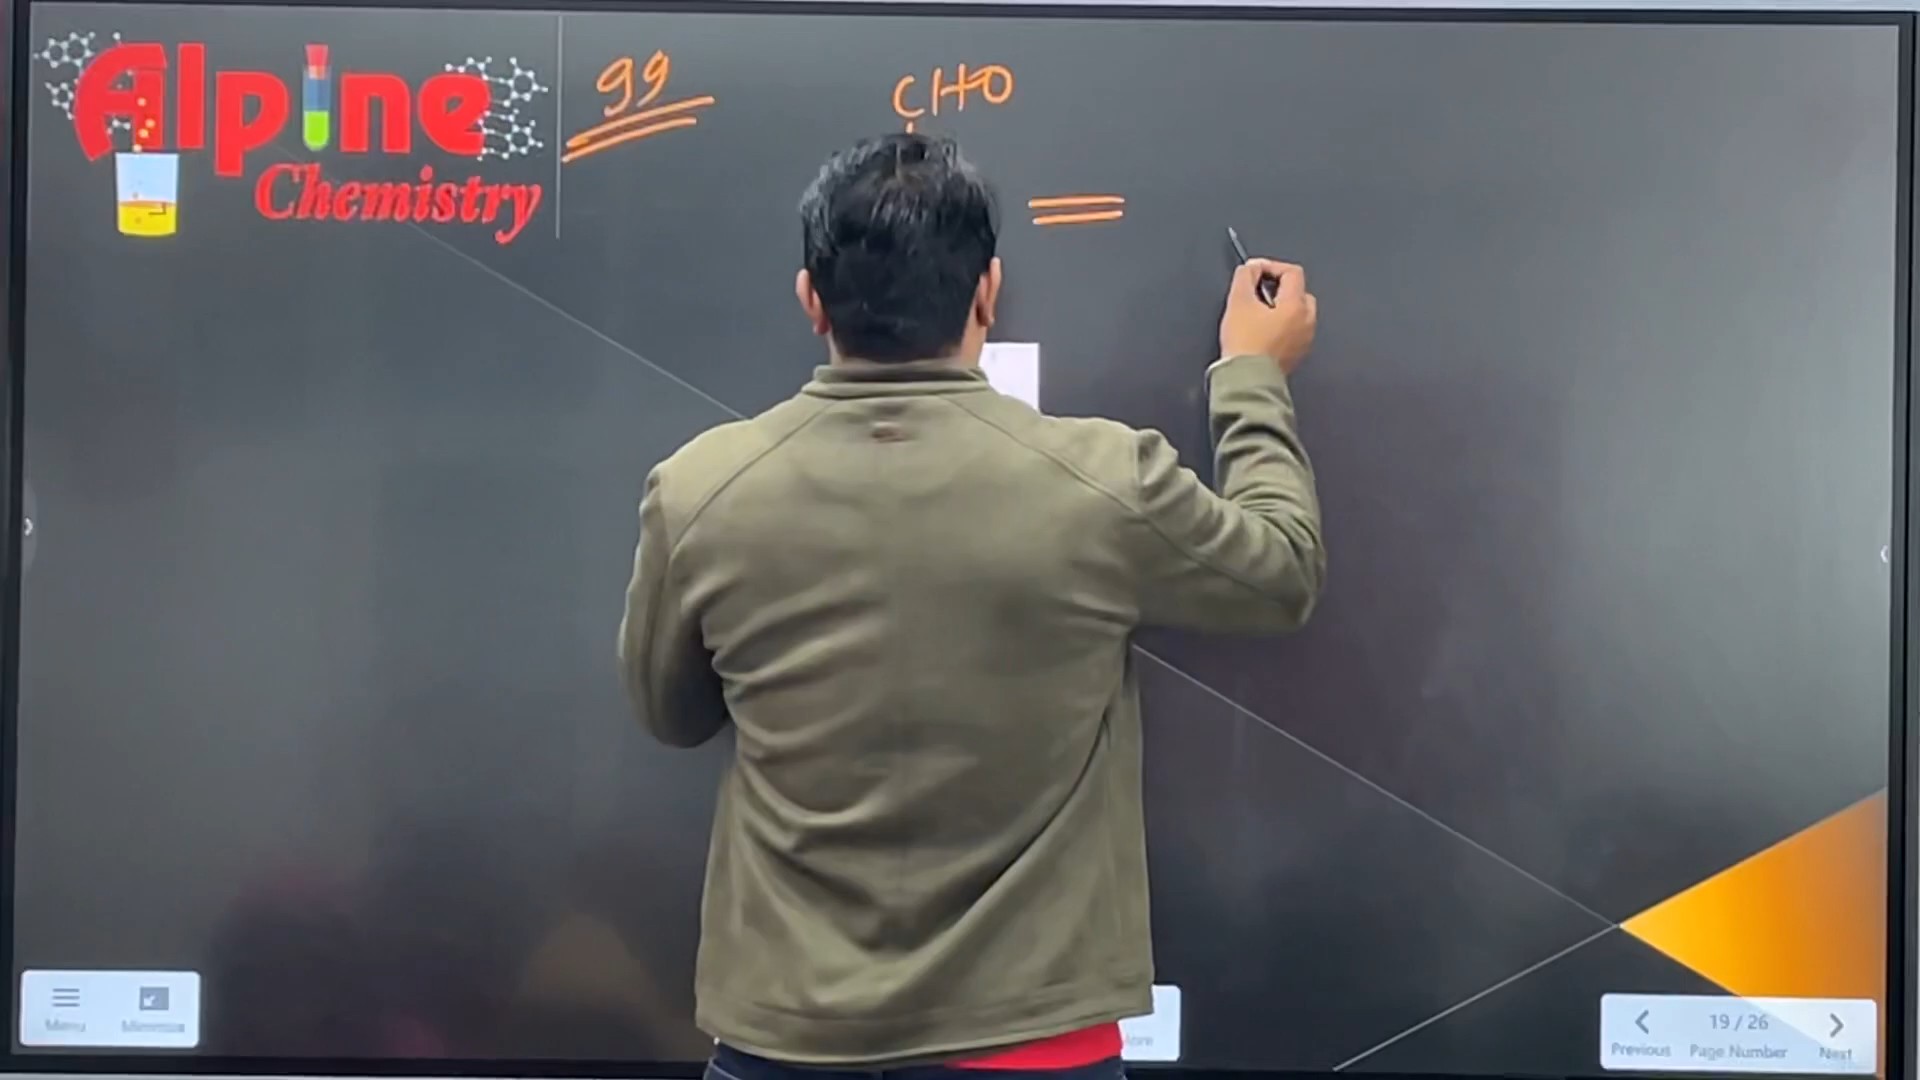 Alpine
Chemistry
99
CHO
=
Menu
Minimize
19 / 26
Previous
Page Number
Next